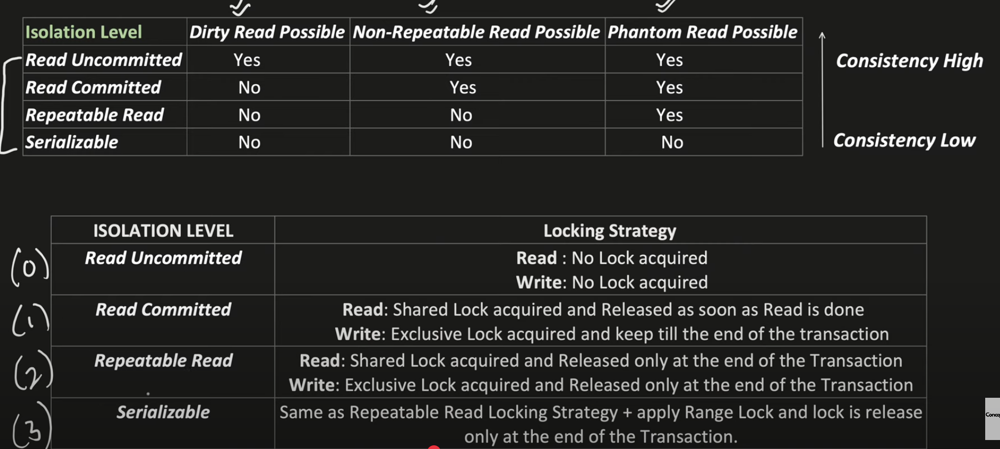 Isolation Level Dirty Read Possible Non-Repeatable Read Possible Phantom Read Possible
Read Uncommitted Yes Yes Yes Consistency High
Read Committed No Yes Yes
Repeatable Read No No Yes
Serializable No No No Consistency Low
ISOLATION LEVEL Locking Strategy
(0) Read Uncommitted Read : No Lock acquired
Write: No Lock acquired
(1) Read Committed Read: Shared Lock acquired and Released as soon as Read is done
Write: Exclusive Lock acquired and keep till the end of the transaction
(2) Repeatable Read Read: Shared Lock acquired and Released only at the end of the Transaction
Write: Exclusive Lock acquired and Released only at the end of the Transaction
(3) Serializable Same as Repeatable Read Locking Strategy + apply Range Lock and lock is release
only at the end of the Transaction.